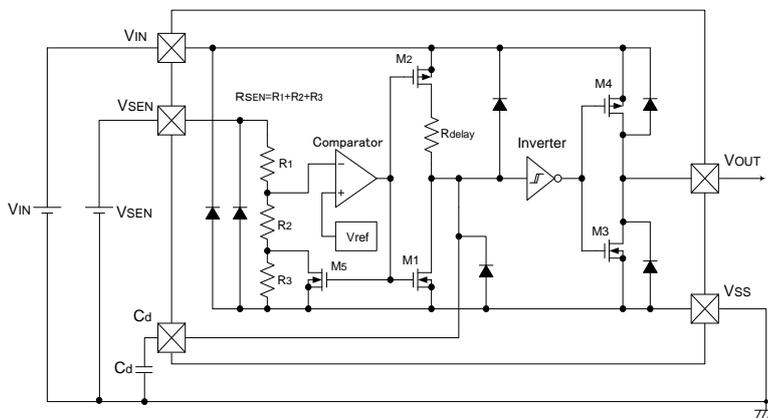 VIN
M2
M4
VSEN
RSEN=R1+R2+R3
Comparator
Rdelay
Inverter
R1
−
+
VOUT
VIN
VSEN
R2
Vref
M3
M5
M1
R3
VSS
Cd
Cd